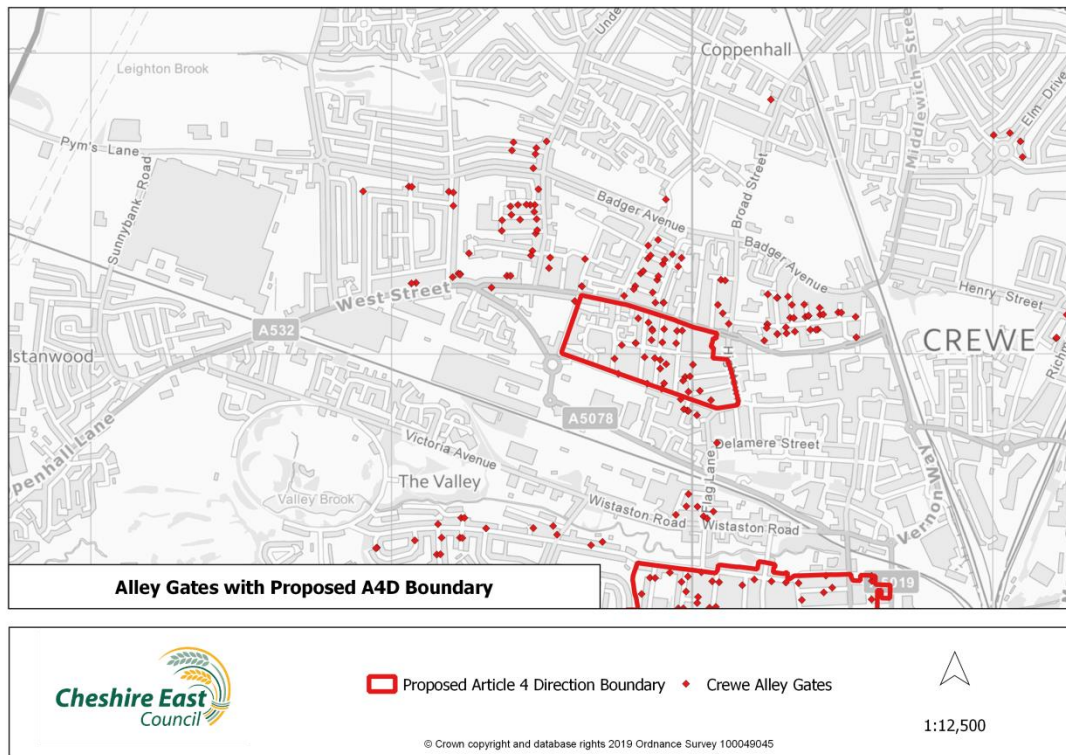 Coppenhall
Leighton Brook
Middlewich Street
Elm Drive
Pym's Lane
Sunnybank Road
Broad Street
Badger Avenue
Badger Avenue
Henry Street
West Street
A532
CREWE
A5078
Delamere Street
Victoria Avenue
Flag Lane
The Valley
Valley Brook
Wistaston Road
Wistaston Road
Vernon Way
Alley Gates with Proposed A4D Boundary
Cheshire East
Council
Proposed Article 4 Direction Boundary
Crewe Alley Gates
1:12,500
© Crown copyright and database rights 2019 Ordnance Survey 100049045